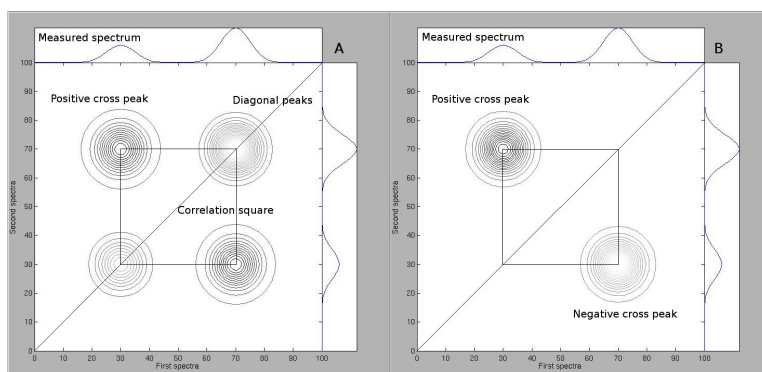 Measured spectrum
A
Positive cross peak
Diagonal peaks
Correlation square
Second spectra
100
90
80
70
60
50
40
30
20
10
0
0 10 20 30 40 50 60 70 80 90 100
First spectra
Measured spectrum
B
Positive cross peak
Negative cross peak
Second spectra
100
90
80
70
60
50
40
30
20
10
0
0 10 20 30 40 50 60 70 80 90 100
First spectra